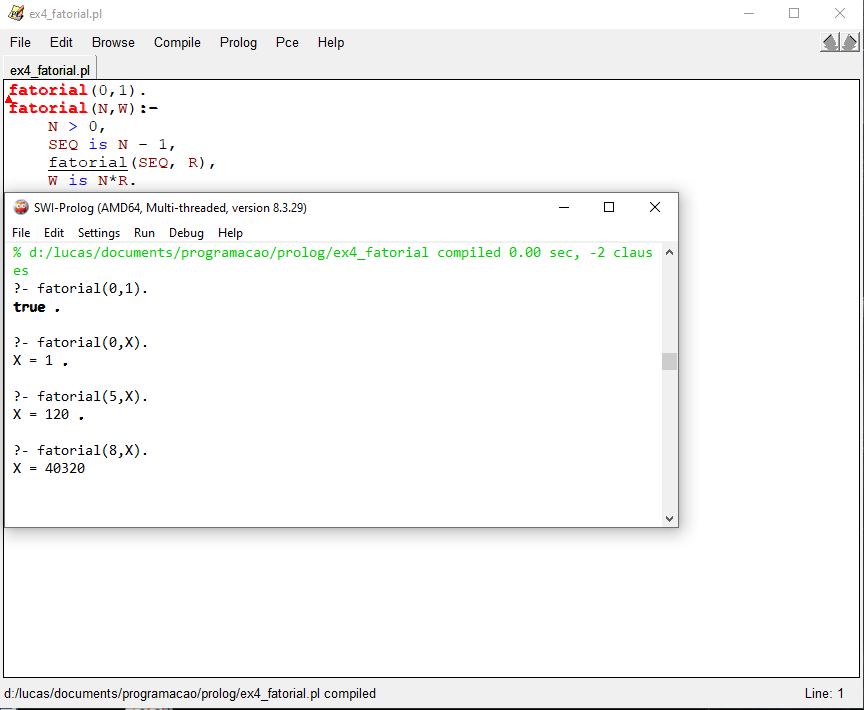 ex4_fatorial.pl
File Edit Browse Compile Prolog Pce Help
ex4_fatorial.pl
fatorial(0,1).
fatorial(N,W):-
N > 0,
SEQ is N - 1,
fatorial(SEQ, R),
W is N*R.
SWI-Prolog (AMD64, Multi-threaded, version 8.3.29)
File Edit Settings Run Debug Help
% d:/lucas/documents/programacao/prolog/ex4_fatorial compiled 0.00 sec, -2 claus
es
?- fatorial(0,1).
true .
?- fatorial(0,X).
X = 1 .
?- fatorial(5,X).
X = 120 .
?- fatorial(8,X).
X = 40320
d:/lucas/documents/programacao/prolog/ex4_fatorial.pl compiled
Line: 1